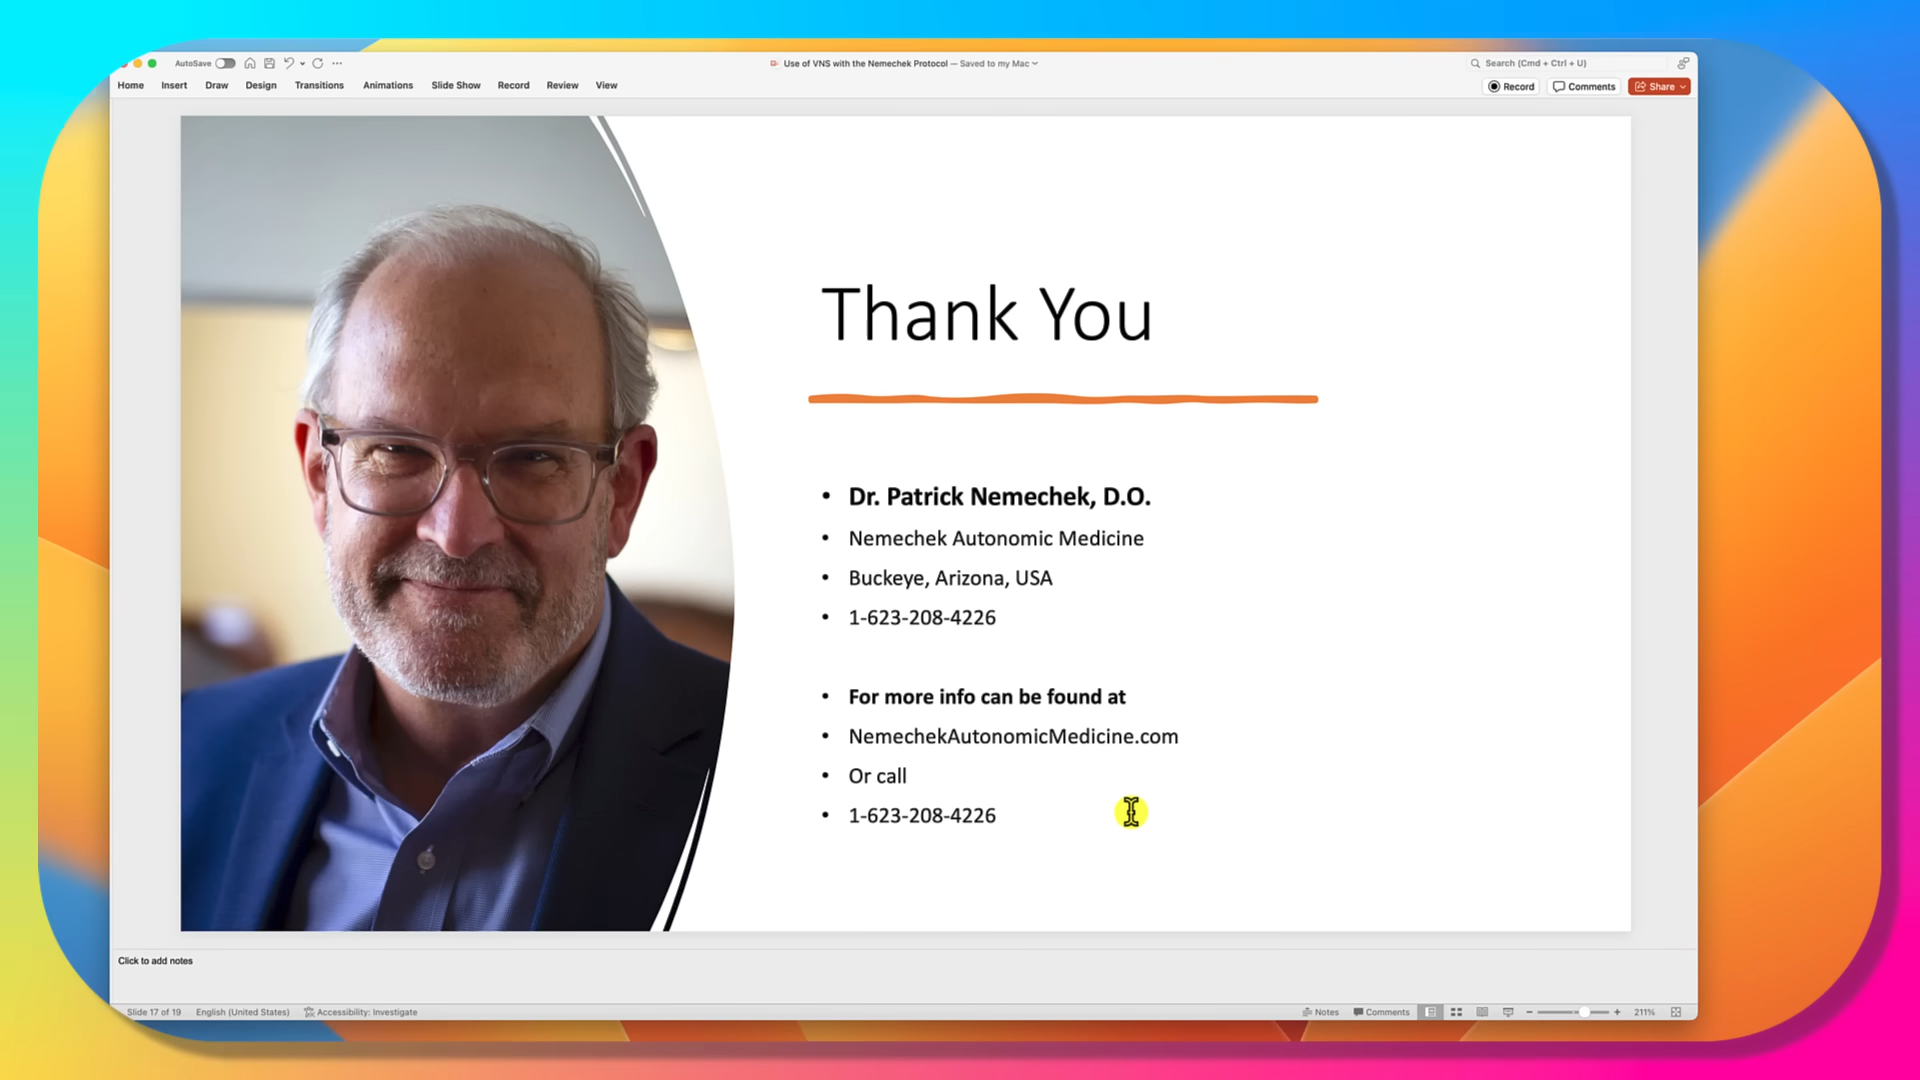 AutoSave
Use of VNS with the Nemechek Protocol — Saved to my Mac
Search (Cmd + Ctrl + U)
Home Insert Draw Design Transitions Animations Slide Show Record Review View
Record Comments Share
Thank You
• Dr. Patrick Nemechek, D.O.
• Nemechek Autonomic Medicine
• Buckeye, Arizona, USA
• 1-623-208-4226
• For more info can be found at
• NemechekAutonomicMedicine.com
• Or call
• 1-623-208-4226
Click to add notes
Slide 17 of 19 English (United States) Accessibility: Investigate Notes Comments 211%